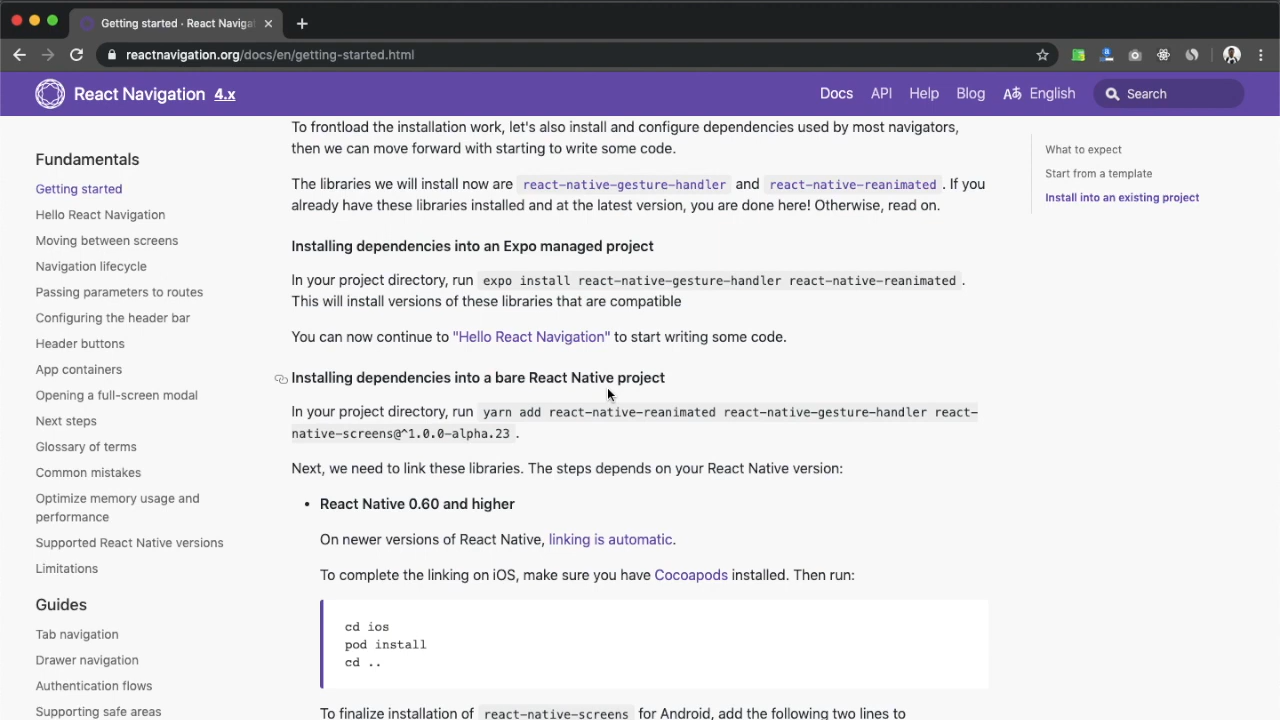 Getting started · React Naviga
reactnavigation.org/docs/en/getting-started.html
React Navigation 4.x
Docs API Help Blog English Search
Fundamentals
Getting started
Hello React Navigation
Moving between screens
Navigation lifecycle
Passing parameters to routes
Configuring the header bar
Header buttons
App containers
Opening a full-screen modal
Next steps
Glossary of terms
Common mistakes
Optimize memory usage and
performance
Supported React Native versions
Limitations
Guides
Tab navigation
Drawer navigation
Authentication flows
Supporting safe areas
To frontload the installation work, let's also install and configure dependencies used by most navigators,
then we can move forward with starting to write some code.
The libraries we will install now are react-native-gesture-handler and react-native-reanimated. If you
already have these libraries installed and at the latest version, you are done here! Otherwise, read on.
Installing dependencies into an Expo managed project
In your project directory, run expo install react-native-gesture-handler react-native-reanimated.
This will install versions of these libraries that are compatible
You can now continue to "Hello React Navigation" to start writing some code.
Installing dependencies into a bare React Native project
In your project directory, run yarn add react-native-reanimated react-native-gesture-handler react-
native-screens@^1.0.0-alpha.23.
Next, we need to link these libraries. The steps depends on your React Native version:
• React Native 0.60 and higher
On newer versions of React Native, linking is automatic.
To complete the linking on iOS, make sure you have Cocoapods installed. Then run:
cd ios
pod install
cd ..
To finalize installation of react-native-screens for Android, add the following two lines to
What to expect
Start from a template
Install into an existing project